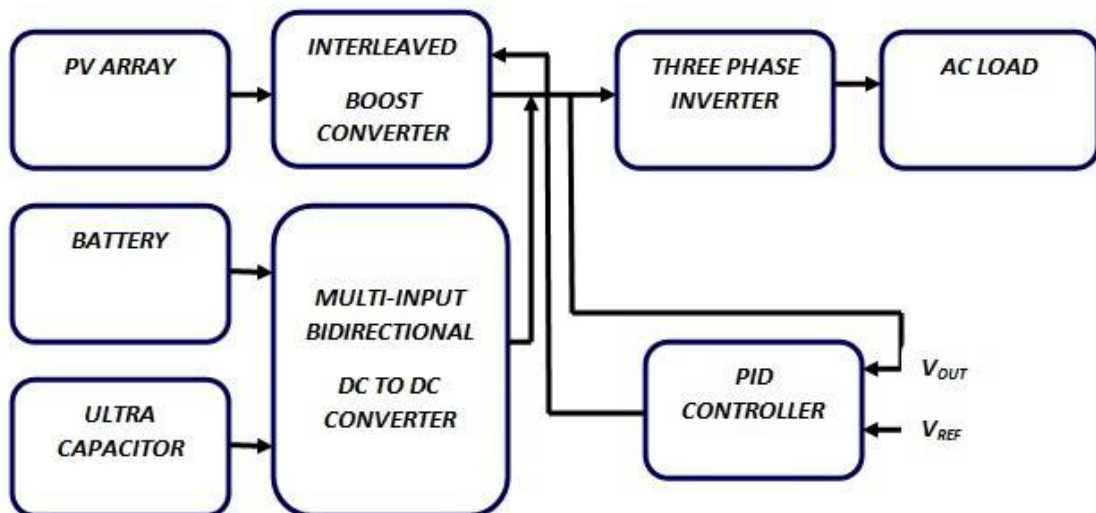 PV ARRAY
INTERLEAVED
BOOST
CONVERTER
THREE PHASE
INVERTER
AC LOAD
BATTERY
MULTI-INPUT
BIDIRECTIONAL
DC TO DC
CONVERTER
ULTRA
CAPACITOR
PID
CONTROLLER
VOUT
VREF